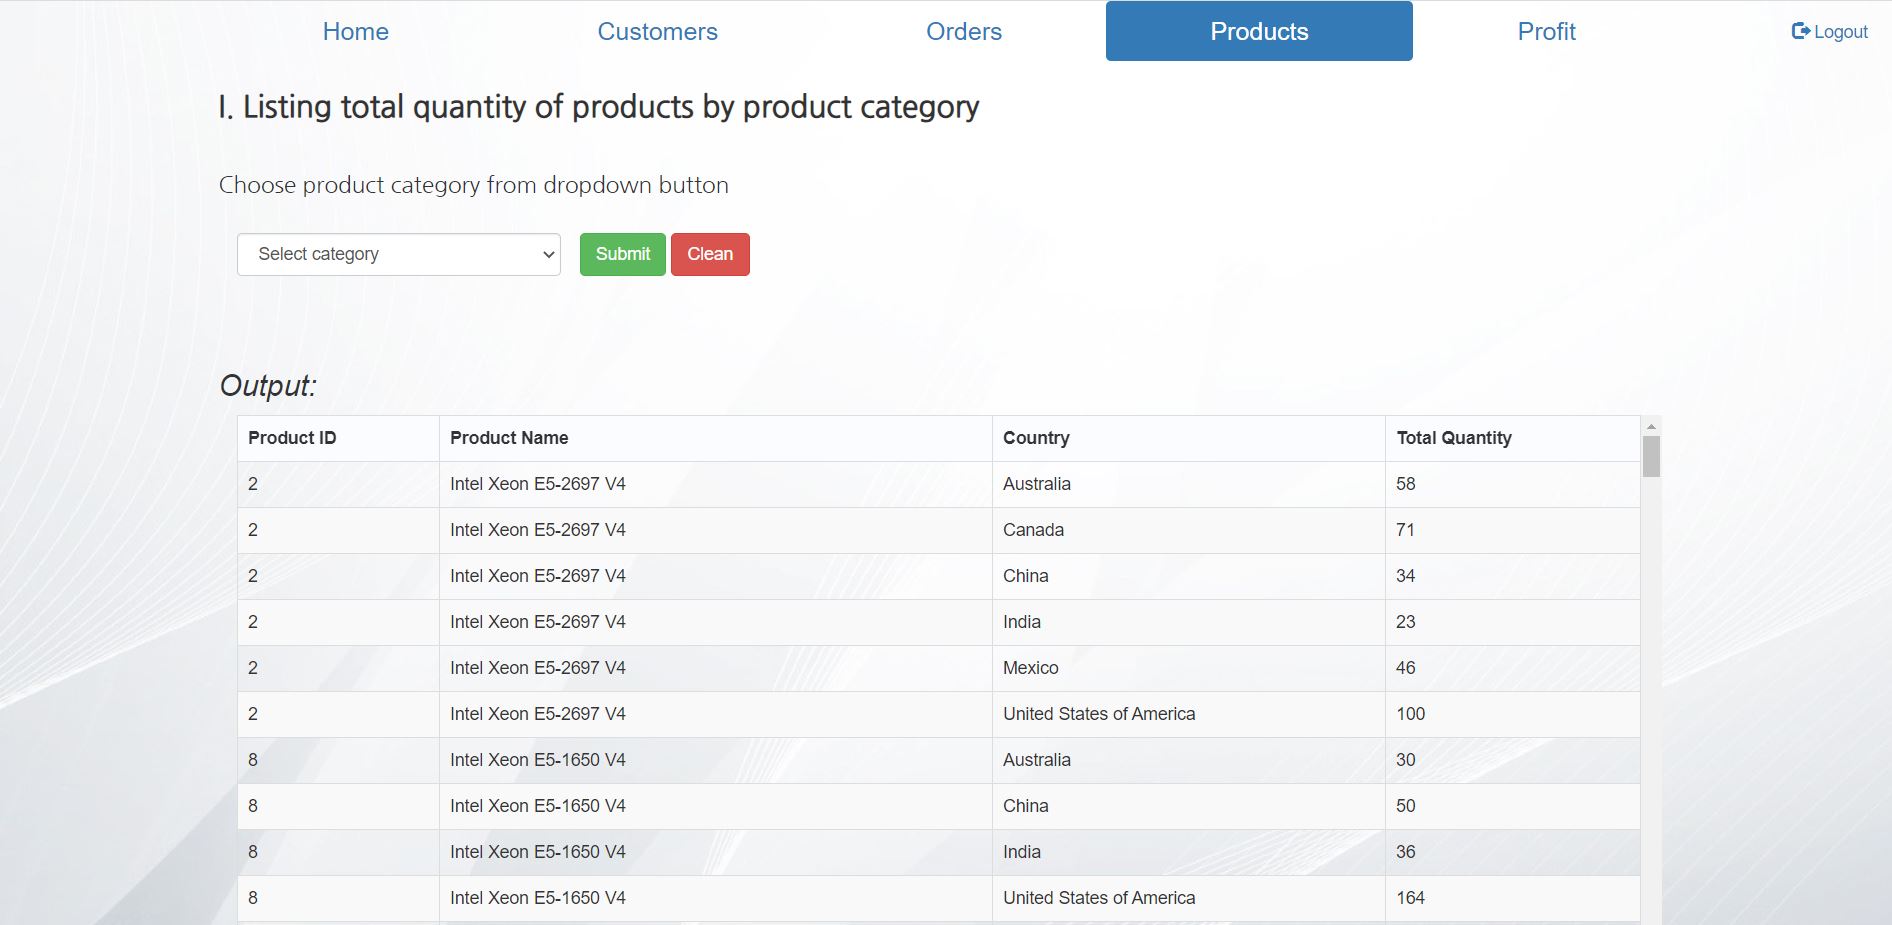 Home Customers Orders Products Profit Logout
I. Listing total quantity of products by product category
Choose product category from dropdown button
Select category Submit Clean
Output:
Product ID Product Name Country Total Quantity
2 Intel Xeon E5-2697 V4 Australia 58
2 Intel Xeon E5-2697 V4 Canada 71
2 Intel Xeon E5-2697 V4 China 34
2 Intel Xeon E5-2697 V4 India 23
2 Intel Xeon E5-2697 V4 Mexico 46
2 Intel Xeon E5-2697 V4 United States of America 100
8 Intel Xeon E5-1650 V4 Australia 30
8 Intel Xeon E5-1650 V4 China 50
8 Intel Xeon E5-1650 V4 India 36
8 Intel Xeon E5-1650 V4 United States of America 164